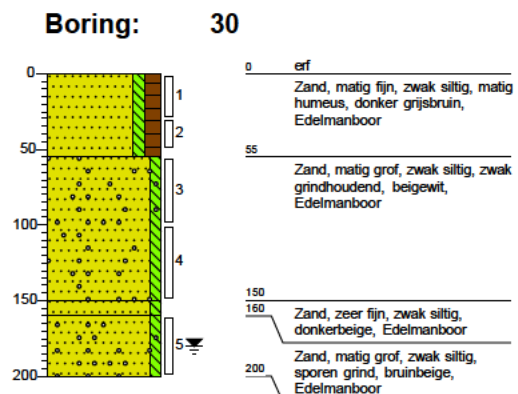 Boring: 30
0
50
100
150
200
1
2
3
4
5
0 erf
Zand, matig fijn, zwak siltig, matig
humeus, donker grijsbruin,
Edelmanboor
55
Zand, matig grof, zwak siltig, zwak
grindhoudend, beigewit,
Edelmanboor
150
160
Zand, zeer fijn, zwak siltig,
donkerbeige, Edelmanboor
200
Zand, matig grof, zwak siltig,
sporen grind, bruinbeige,
Edelmanboor